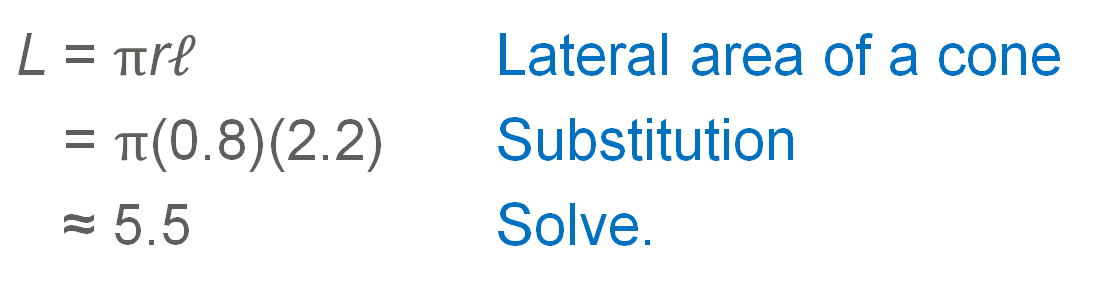 L = πrℓ Lateral area of a cone
= π(0.8)(2.2) Substitution
≈ 5.5 Solve.